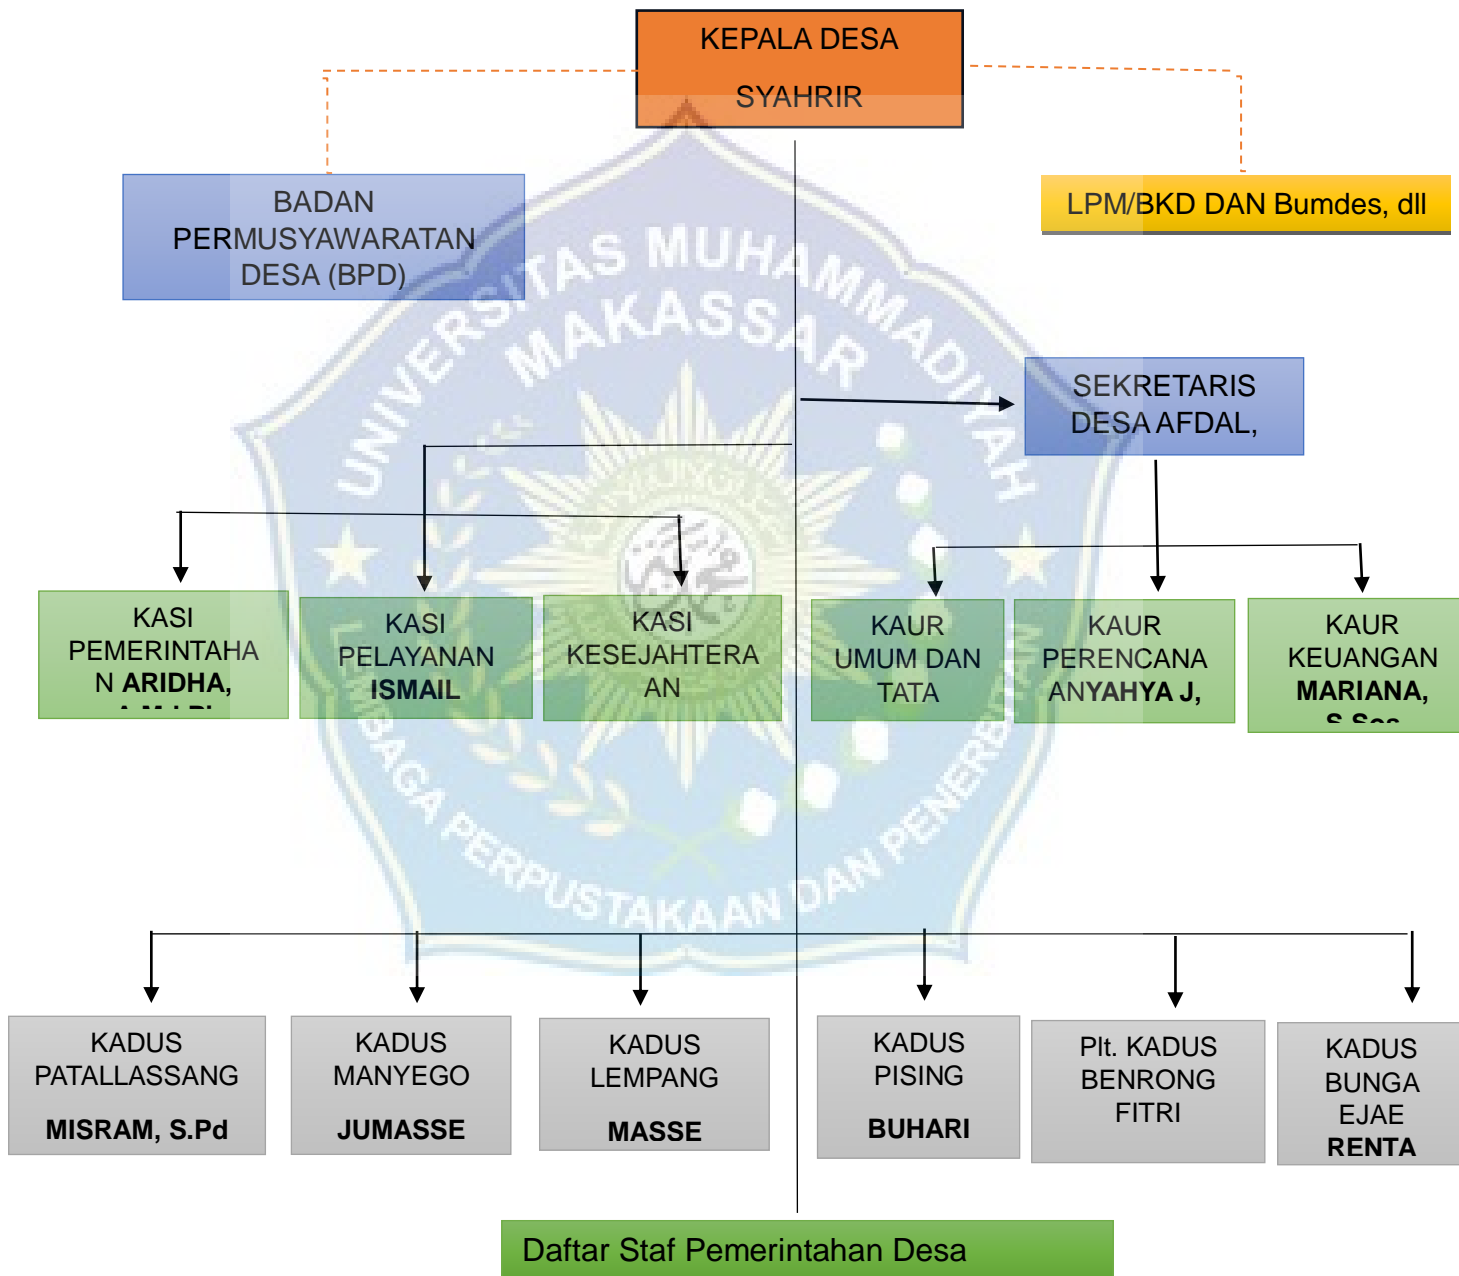 KEPALA DESA
SYAHRIR
BADAN
PERMUSYAWARATAN
DESA (BPD)
LPM/BKD DAN Bumdes, dll
UNIVERSITAS MUHAMMADIYAH
MAKASSAR
SEKRETARIS
DESA AFDAL,
KASI
PEMERINTAHA
N ARIDHA,
KASI
PELAYANAN
ISMAIL
KASI
KESEJAHTERA
AN
KAUR
UMUM DAN
TATA
KAUR
PERENCANA
ANYAHYA J,
KAUR
KEUANGAN
MARIANA,
S.Sos
LEMBAGA PERPUSTAKAAN DAN PENERBITAN
KADUS
PATALLASSANG
MISRAM, S.Pd
KADUS
MANYEGO
JUMASSE
KADUS
LEMPANG
MASSE
KADUS
PISING
BUHARI
Plt. KADUS
BENRONG
FITRI
KADUS
BUNGA
EJAE
RENTA
Daftar Staf Pemerintahan Desa